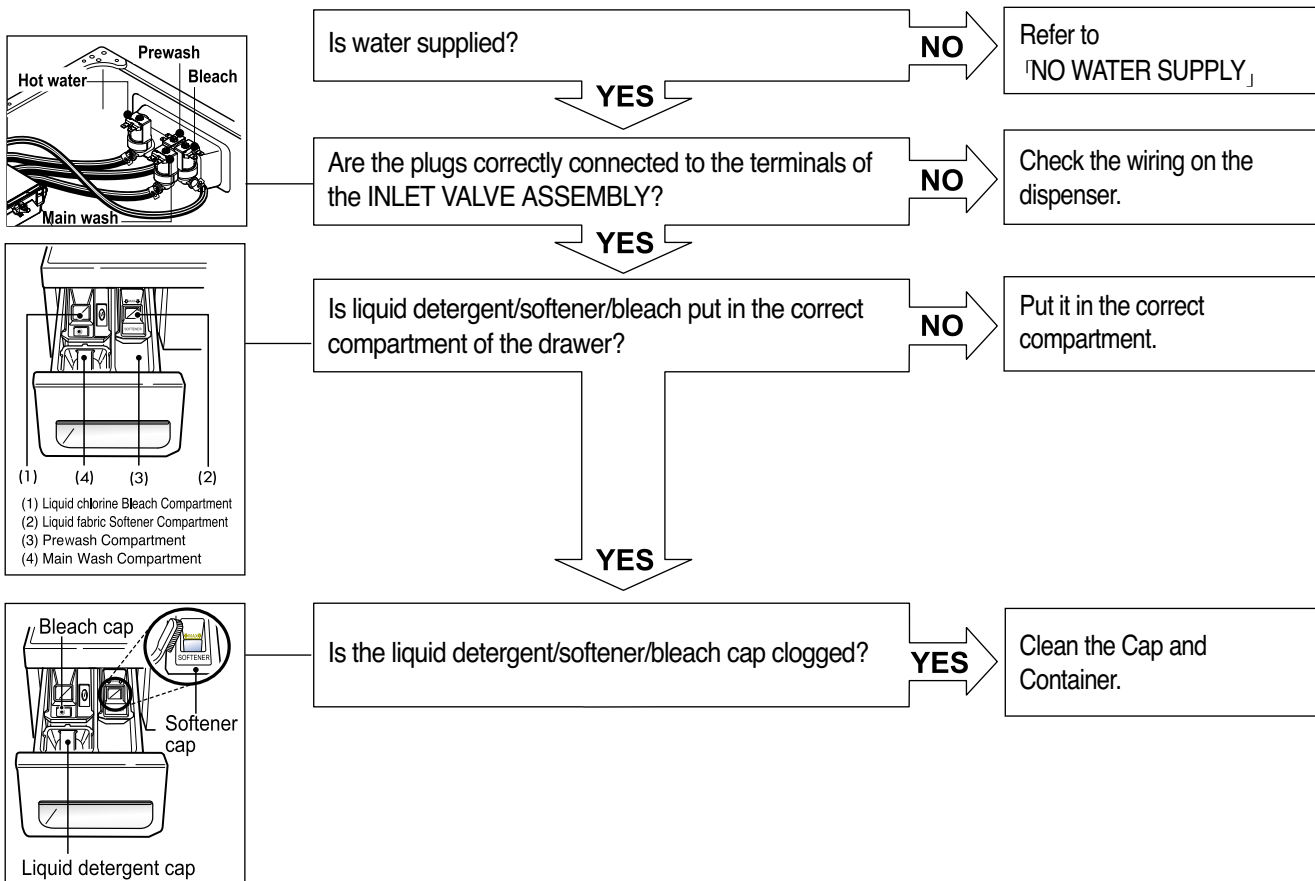 Is water supplied?
NO
Refer to
「NO WATER SUPPLY」
YES
Prewash
Bleach
Hot water
Main wash
Are the plugs correctly connected to the terminals of
the INLET VALVE ASSEMBLY?
NO
Check the wiring on the
dispenser.
YES
Is liquid detergent/softener/bleach put in the correct
compartment of the drawer?
NO
Put it in the correct
compartment.
SOFTENER
(1) (4) (3) (2)
(1) Liquid chlorine Bleach Compartment
(2) Liquid fabric Softener Compartment
(3) Prewash Compartment
(4) Main Wash Compartment
YES
Is the liquid detergent/softener/bleach cap clogged?
YES
Clean the Cap and
Container.
Bleach cap
SOFTENER
Softener
cap
Liquid detergent cap